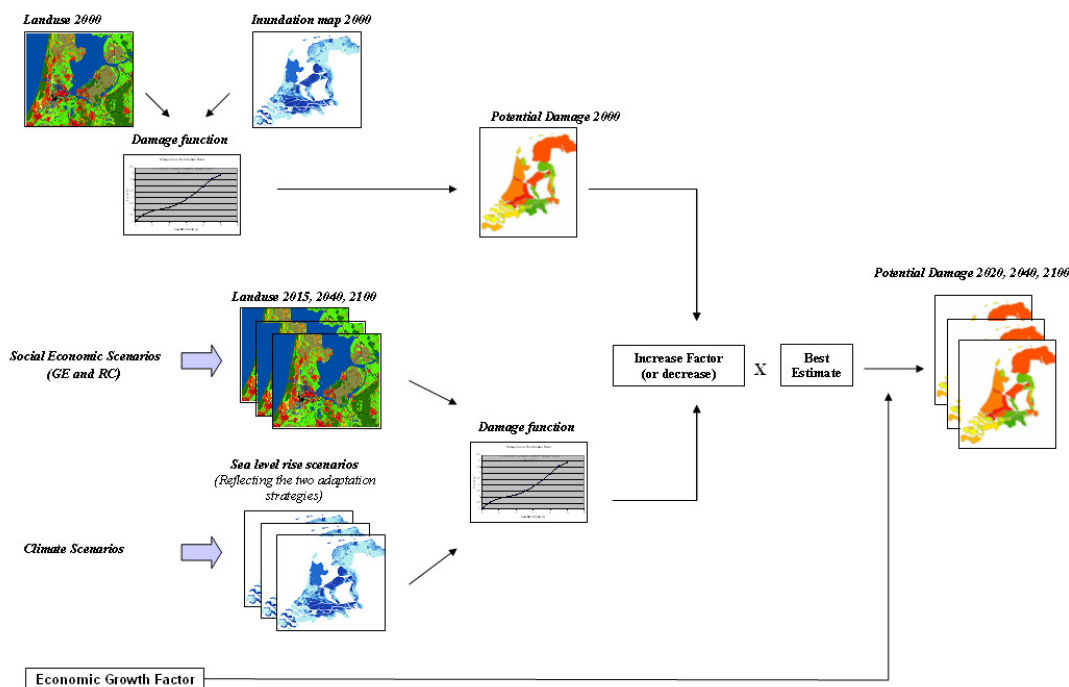 Landuse 2000
Inundation map 2000
Damage function
Potential Damage 2000
Potential Damage 2020, 2040, 2100
Landuse 2015, 2040, 2100
Social Economic Scenarios
(GE and RC)
Increase Factor
(or decrease)
X
Best
Estimate
Damage function
Sea level rise scenarios
(Reflecting the two adaptation
strategies)
Climate Scenarios
Economic Growth Factor